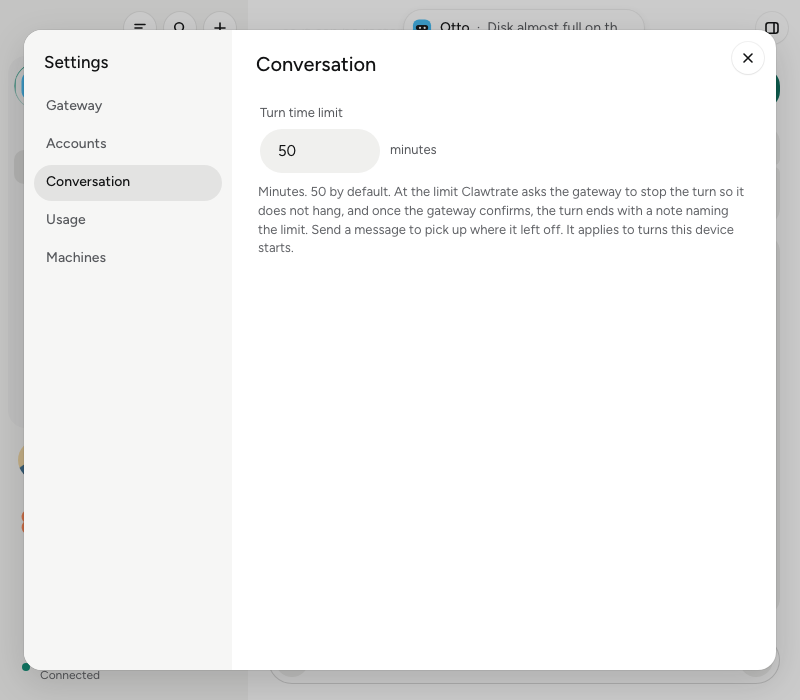 Otto · Disk almost full on th
Settings
Gateway
Accounts
Conversation
Usage
Machines
Conversation
Turn time limit
50 minutes
Minutes. 50 by default. At the limit Clawtrate asks the gateway to stop the turn so it
does not hang, and once the gateway confirms, the turn ends with a note naming
the limit. Send a message to pick up where it left off. It applies to turns this device
starts.
Connected